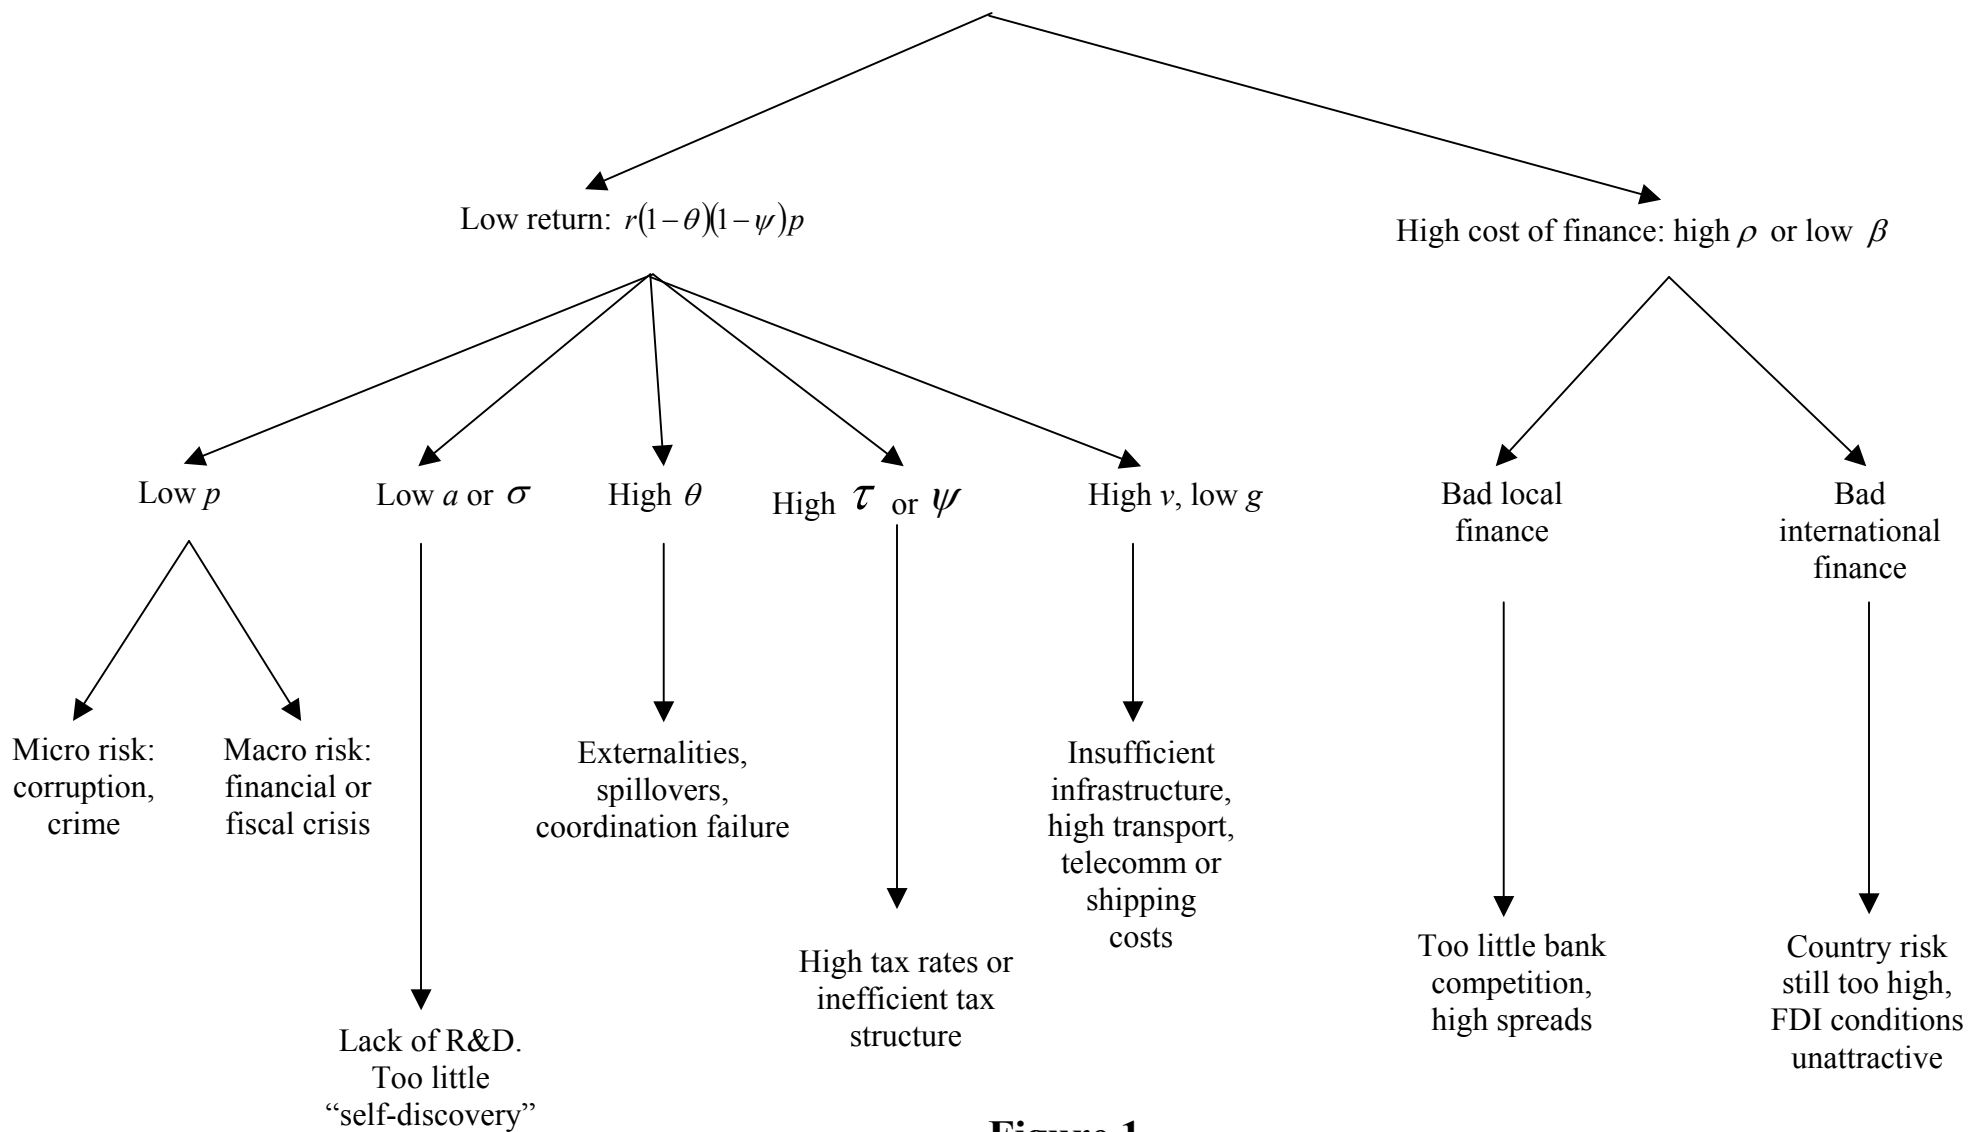 Low return: r(1−θ)(1−ψ)p
High cost of finance: high ρ or low β
Low p
Low a or σ
High θ
High τ or ψ
High v, low g
Bad local
finance
Bad
international
finance
Micro risk:
corruption,
crime
Macro risk:
financial or
fiscal crisis
Externalities,
spillovers,
coordination failure
Insufficient
infrastructure,
high transport,
telecomm or
shipping
costs
High tax rates or
inefficient tax
structure
Too little bank
competition,
high spreads
Country risk
still too high,
FDI conditions
unattractive
Lack of R&D.
Too little
“self-discovery”
Figure 1